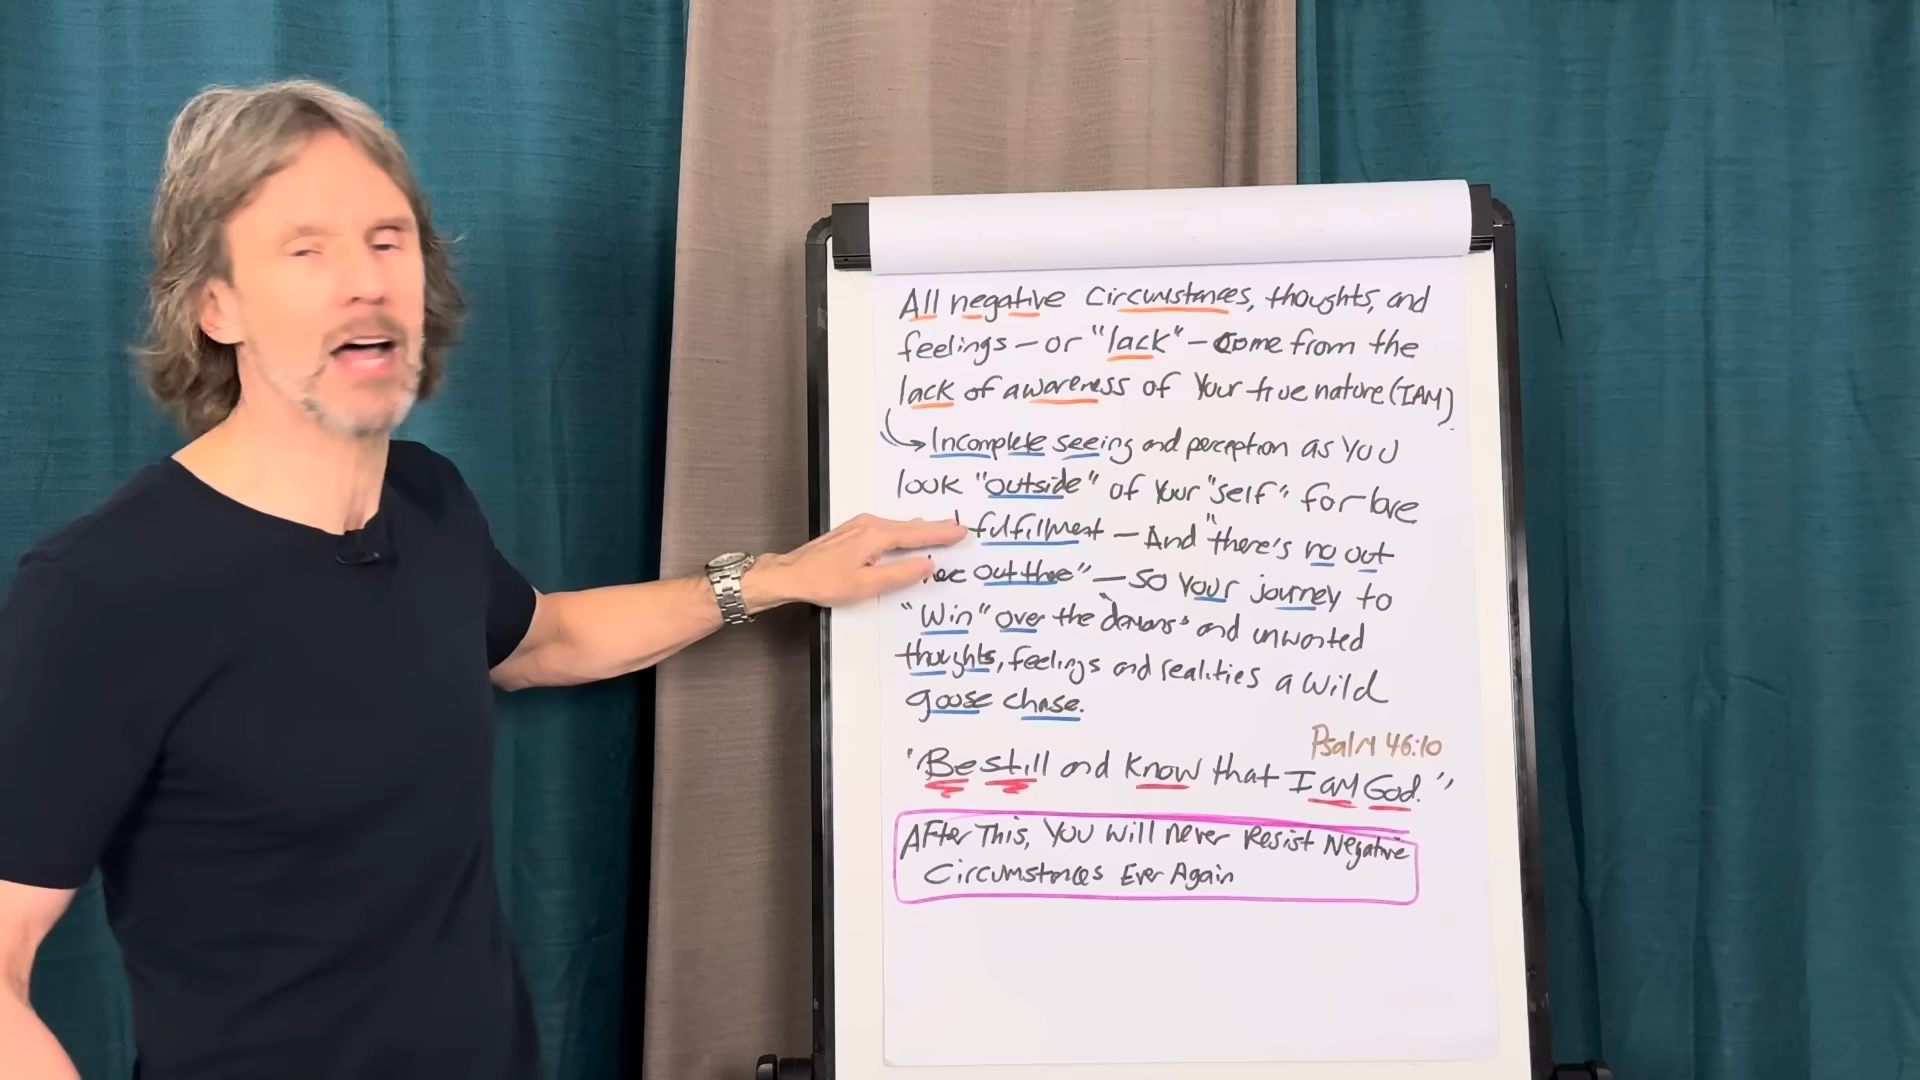 All negative Circumstances, thoughts, and
feelings - or "lack" - Come from the
lack of awareness of Your true nature (I AM)
Incomplete seeing and perception as YOU
look "outside" of Your "self" for love
fulfillment - And "there's no out
out there" - so Your journey to
"Win" over the "demons" and unwanted
thoughts, feelings and realities a wild
goose chase.
Psalm 46:10
"Be still and know that I am God."
After This, You Will never Resist Negative
Circumstances Ever Again